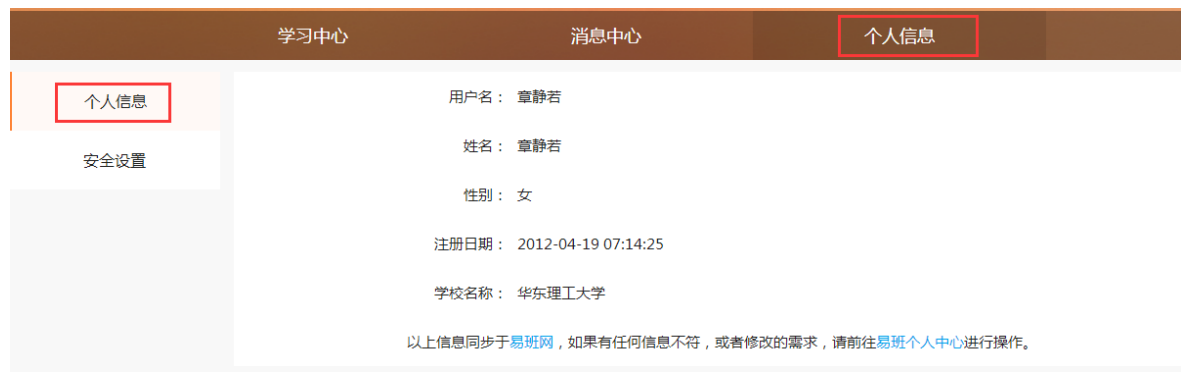 学习中心 消息中心 个人信息
个人信息
安全设置
用户名： 章静若
姓名： 章静若
性别： 女
注册日期： 2012-04-19 07:14:25
学校名称： 华东理工大学
以上信息同步于易班网，如果有任何信息不符，或者修改的需求，请前往易班个人中心进行操作。